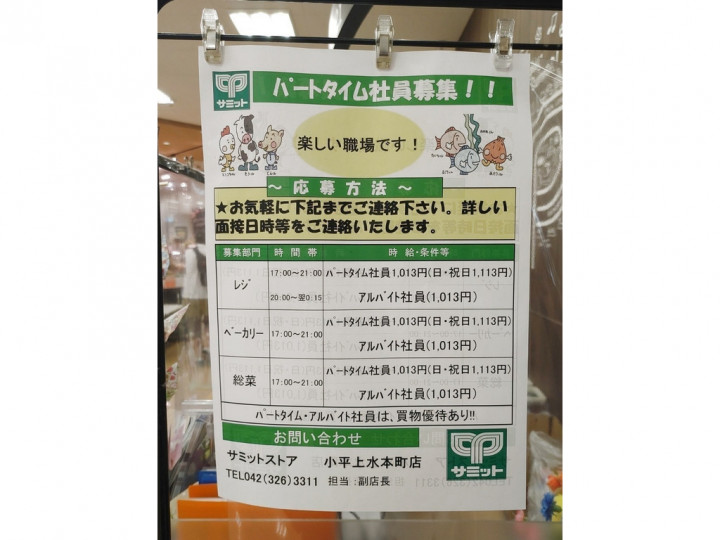 サミット
パートタイム社員募集！！
楽しい職場です！
～ 応募方法 ～
★お気軽に下記までご連絡下さい。詳しい
面接日時等をご連絡いたします。
募集部門 時間帯 時給・条件等
レジ 17:00～21:00 パートタイム社員1,013円(日・祝日1,113円)
20:00～翌0:15 アルバイト社員(1,013円)
ベーカリー 17:00～21:00 パートタイム社員1,013円(日・祝日1,113円)
アルバイト社員(1,013円)
総菜 17:00～21:00 パートタイム社員1,013円(日・祝日1,113円)
アルバイト社員(1,013円)
パートタイム・アルバイト社員は、買物優待あり!!
お問い合わせ
サミットストア 小平上水本町店
TEL042(326)3311 担当:副店長
サミット